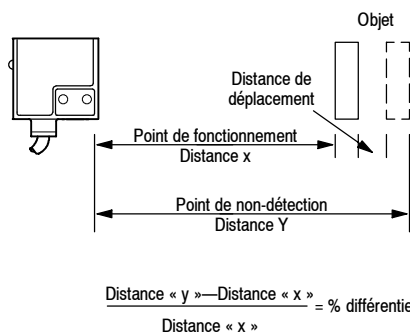 Objet
Distance de
déplacement
Point de fonctionnement
Distance x
Point de non-détection
Distance Y
Distance « y »—Distance « x » = % différentie
Distance « x »